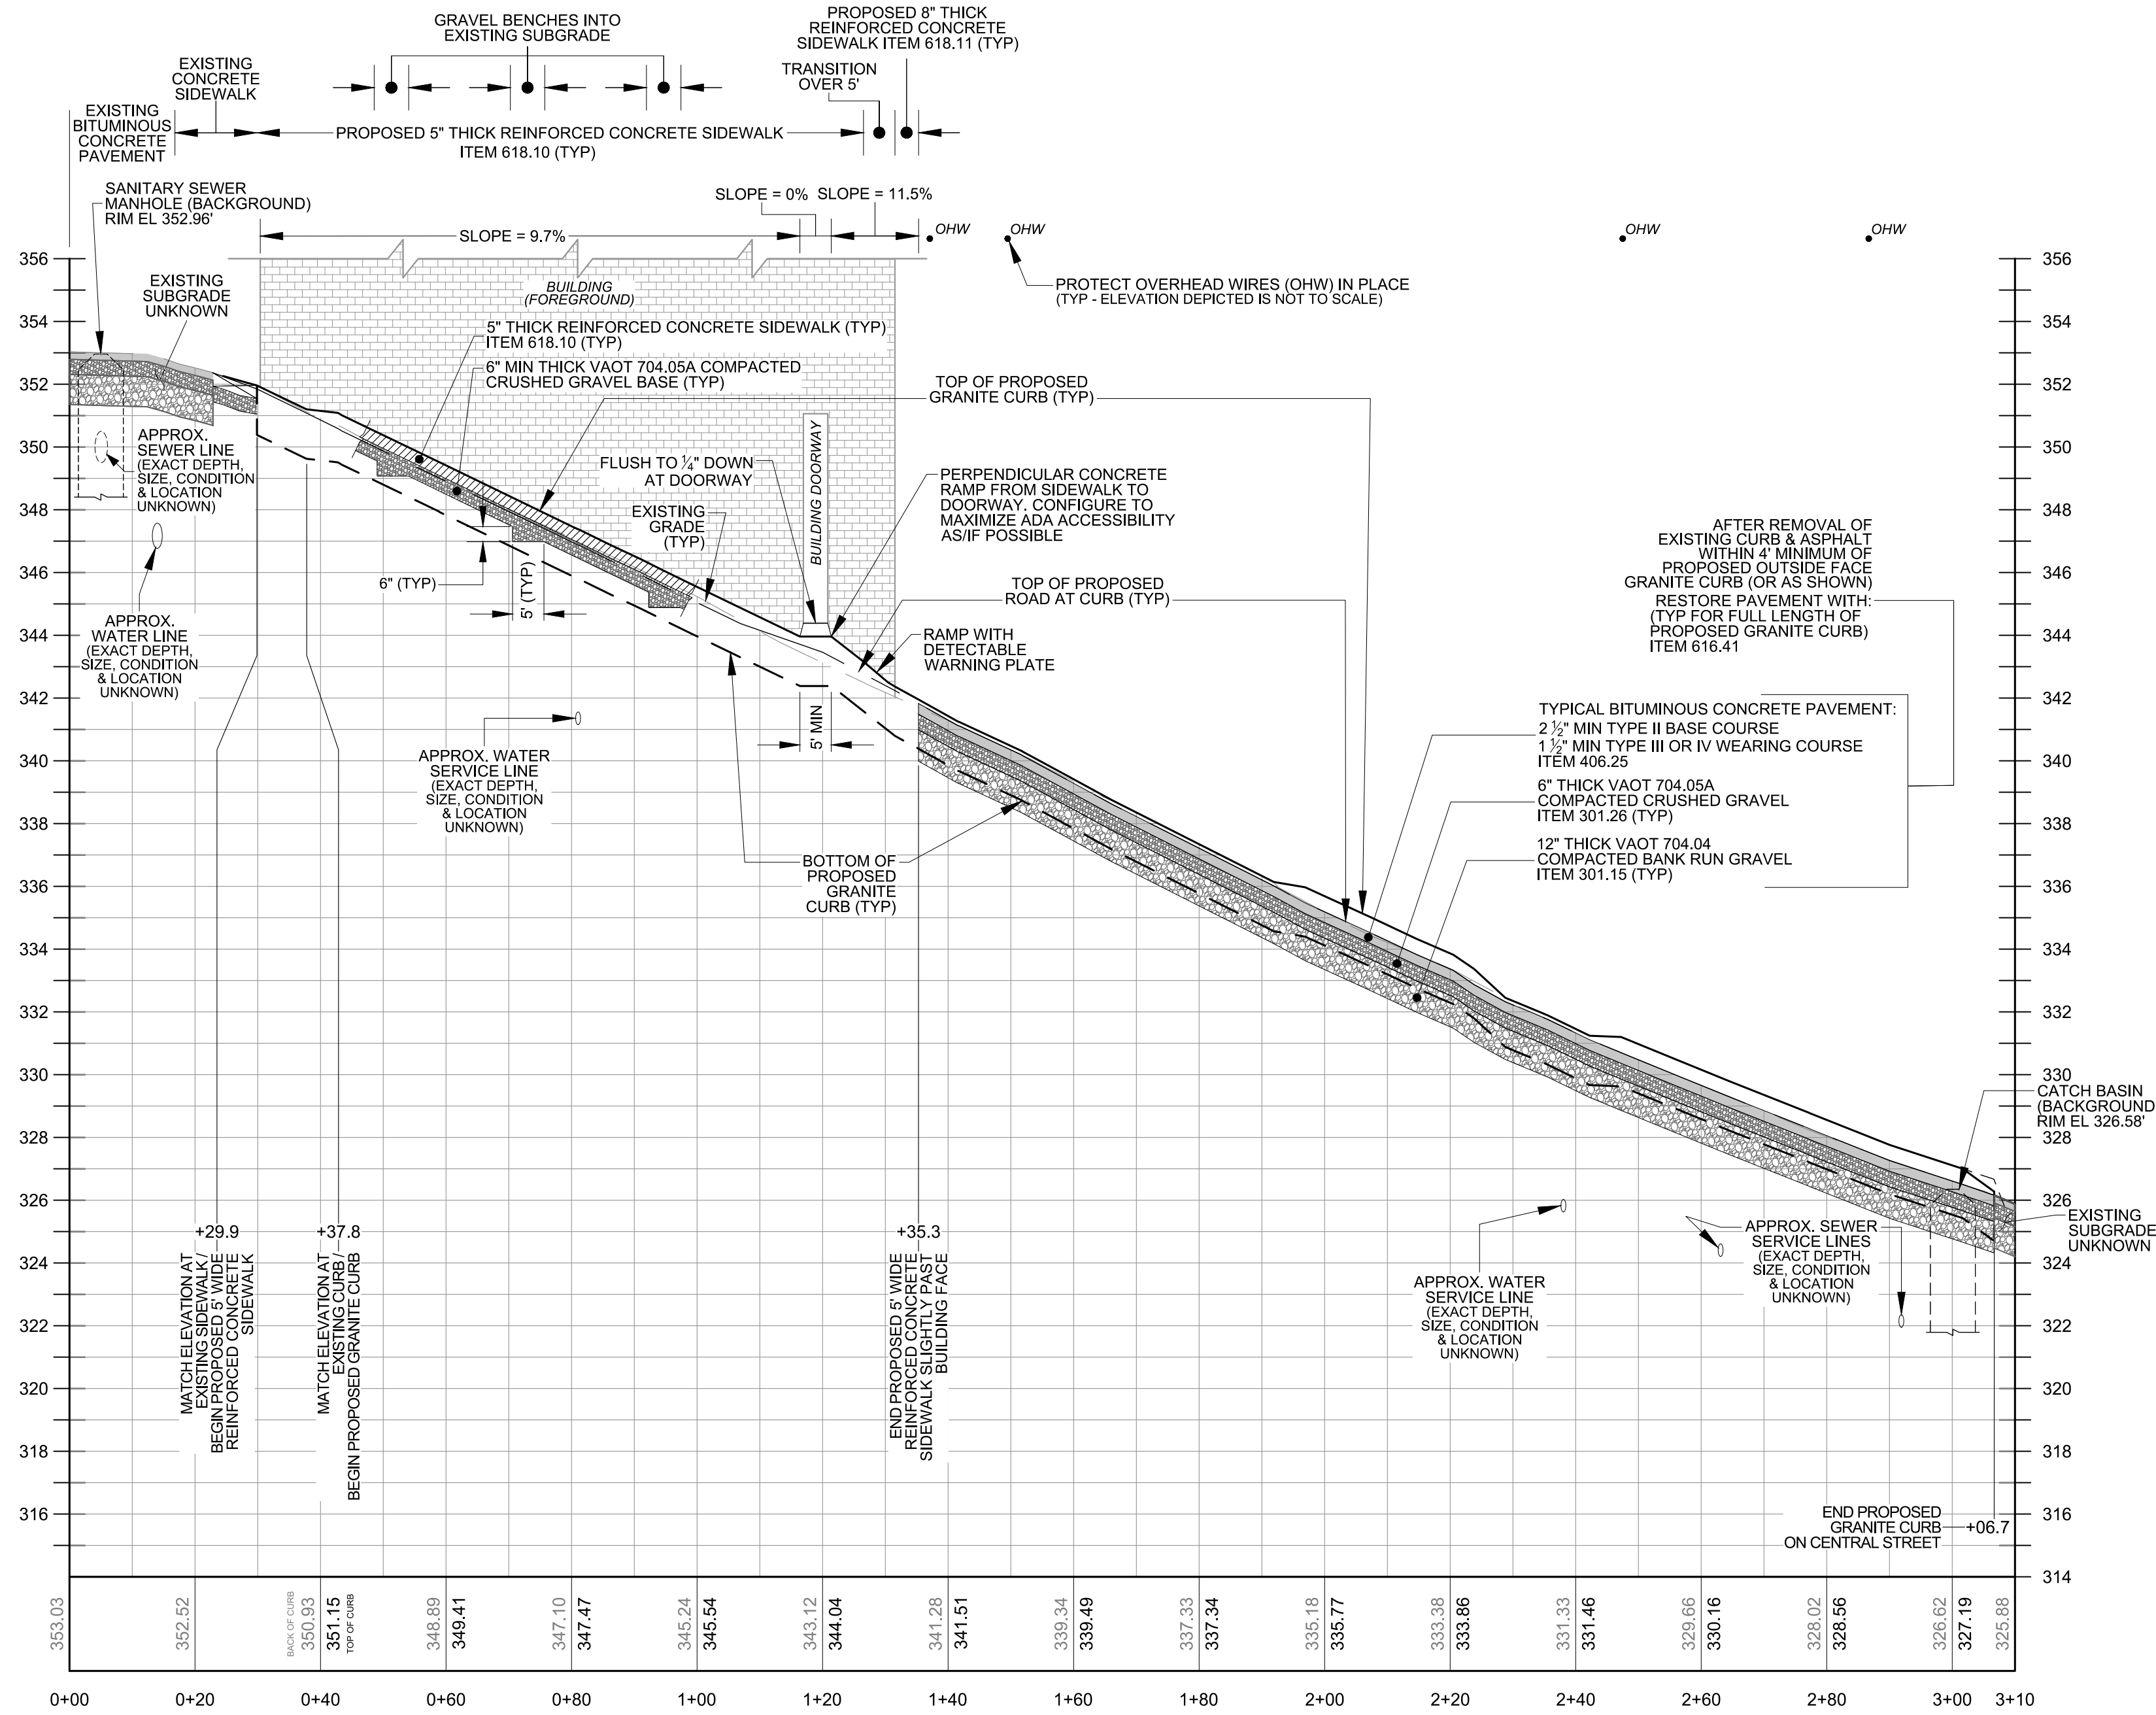 GRAVEL BENCHES INTO
EXISTING SUBGRADE
PROPOSED 8" THICK
REINFORCED CONCRETE
SIDEWALK ITEM 618.11 (TYP)
EXISTING
CONCRETE
SIDEWALK
TRANSITION
OVER 5'
EXISTING
BITUMINOUS
CONCRETE
PAVEMENT
PROPOSED 5" THICK REINFORCED CONCRETE SIDEWALK
ITEM 618.10 (TYP)
SANITARY SEWER
MANHOLE (BACKGROUND)
RIM EL 352.96'
SLOPE = 9.7%
SLOPE = 0%
SLOPE = 11.5%
OHW
OHW
OHW
OHW
PROTECT OVERHEAD WIRES (OHW) IN PLACE
(TYP - ELEVATION DEPICTED IS NOT TO SCALE)
EXISTING
SUBGRADE
UNKNOWN
BUILDING
(FOREGROUND)
5" THICK REINFORCED CONCRETE SIDEWALK (TYP)
ITEM 618.10 (TYP)
6" MIN THICK VAOT 704.05A COMPACTED
CRUSHED GRAVEL BASE (TYP)
TOP OF PROPOSED
GRANITE CURB (TYP)
APPROX.
SEWER LINE
(EXACT DEPTH,
SIZE, CONDITION
& LOCATION
UNKNOWN)
FLUSH TO ¼" DOWN
AT DOORWAY
BUILDING DOORWAY
PERPENDICULAR CONCRETE
RAMP FROM SIDEWALK TO
DOORWAY. CONFIGURE TO
MAXIMIZE ADA ACCESSIBILITY
AS/IF POSSIBLE
EXISTING
GRADE
(TYP)
6" (TYP)
5' (TYP)
TOP OF PROPOSED
ROAD AT CURB (TYP)
AFTER REMOVAL OF
EXISTING CURB & ASPHALT
WITHIN 4' MINIMUM OF
PROPOSED OUTSIDE FACE
GRANITE CURB (OR AS SHOWN)
RESTORE PAVEMENT WITH:
(TYP FOR FULL LENGTH OF
PROPOSED GRANITE CURB)
ITEM 616.41
APPROX.
WATER LINE
(EXACT DEPTH,
SIZE, CONDITION
& LOCATION
UNKNOWN)
RAMP WITH
DETECTABLE
WARNING PLATE
5' MIN
APPROX. WATER
SERVICE LINE
(EXACT DEPTH,
SIZE, CONDITION
& LOCATION
UNKNOWN)
TYPICAL BITUMINOUS CONCRETE PAVEMENT:
2 ½" MIN TYPE II BASE COURSE
1 ½" MIN TYPE III OR IV WEARING COURSE
ITEM 406.25
6" THICK VAOT 704.05A
COMPACTED CRUSHED GRAVEL
ITEM 301.26 (TYP)
12" THICK VAOT 704.04
COMPACTED BANK RUN GRAVEL
ITEM 301.15 (TYP)
BOTTOM OF
PROPOSED
GRANITE
CURB (TYP)
CATCH BASIN
(BACKGROUND
RIM EL 326.58'
EXISTING
SUBGRADE
UNKNOWN
APPROX. SEWER
SERVICE LINES
(EXACT DEPTH,
SIZE, CONDITION
& LOCATION
UNKNOWN)
APPROX. WATER
SERVICE LINE
(EXACT DEPTH,
SIZE, CONDITION
& LOCATION
UNKNOWN)
+29.9
MATCH ELEVATION AT
EXISTING SIDEWALK /
BEGIN PROPOSED 5' WIDE
REINFORCED CONCRETE
SIDEWALK
+37.8
MATCH ELEVATION AT
EXISTING CURB /
BEGIN PROPOSED GRANITE CURB
+35.3
END PROPOSED 5' WIDE
REINFORCED CONCRETE
SIDEWALK SLIGHTLY PAST
BUILDING FACE
END PROPOSED
GRANITE CURB
ON CENTRAL STREET
+06.7
356
354
352
350
348
346
344
342
340
338
336
334
332
330
328
326
324
322
320
318
316
356
354
352
350
348
346
344
342
340
338
336
334
332
330
328
326
324
322
320
318
316
314
353.03
352.52
BACK OF CURB
350.93
351.15
TOP OF CURB
348.89
349.41
347.10
347.47
345.24
345.54
343.12
344.04
341.28
341.51
339.34
339.49
337.33
337.34
335.18
335.77
333.38
333.86
331.33
331.46
329.66
330.16
328.02
328.56
326.62
327.19
325.88
0+00
0+20
0+40
0+60
0+80
1+00
1+20
1+40
1+60
1+80
2+00
2+20
2+40
2+60
2+80
3+00
3+10